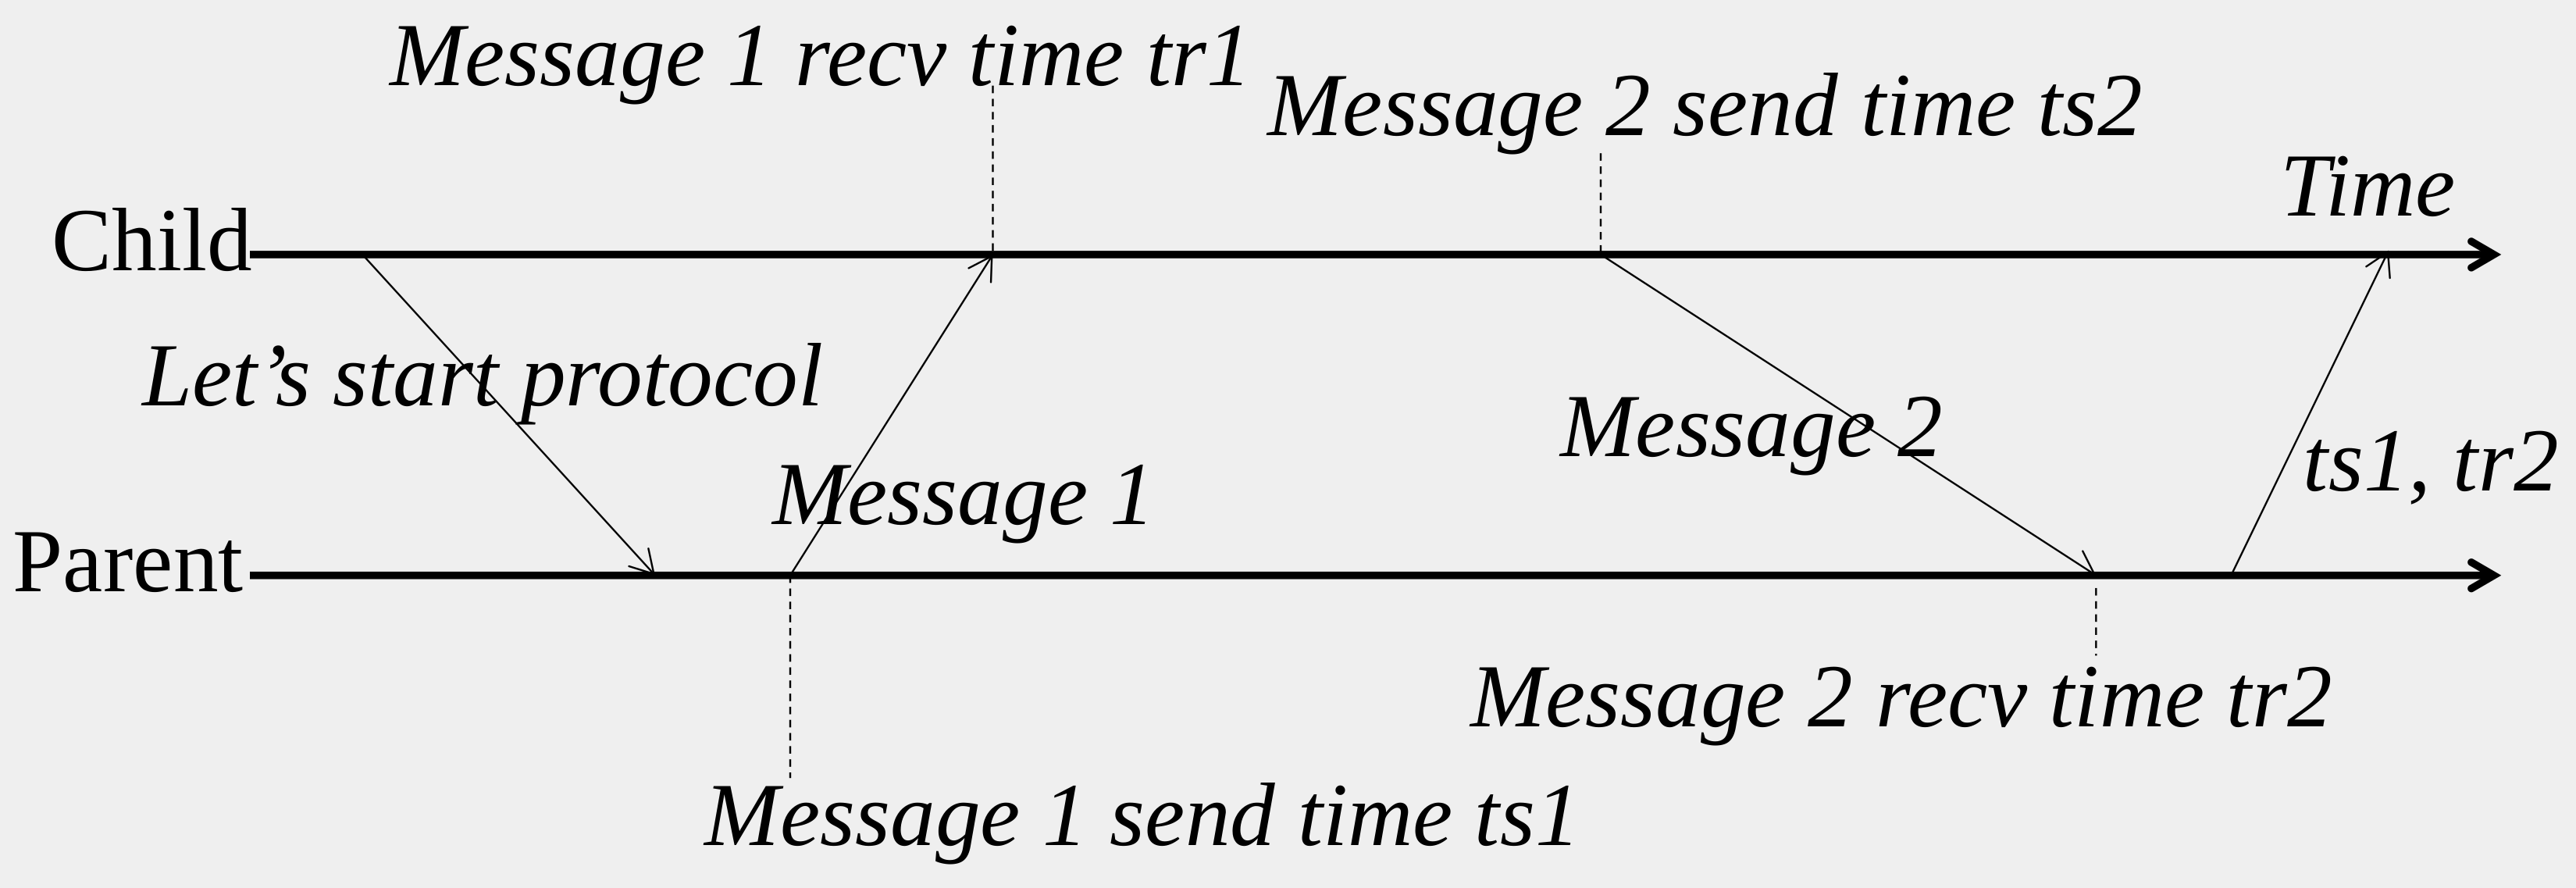 Message 1 recv time tr1
Message 2 send time ts2
Time
Child
Let’s start protocol
Message 2
ts1, tr2
Message 1
Parent
Message 2 recv time tr2
Message 1 send time ts1